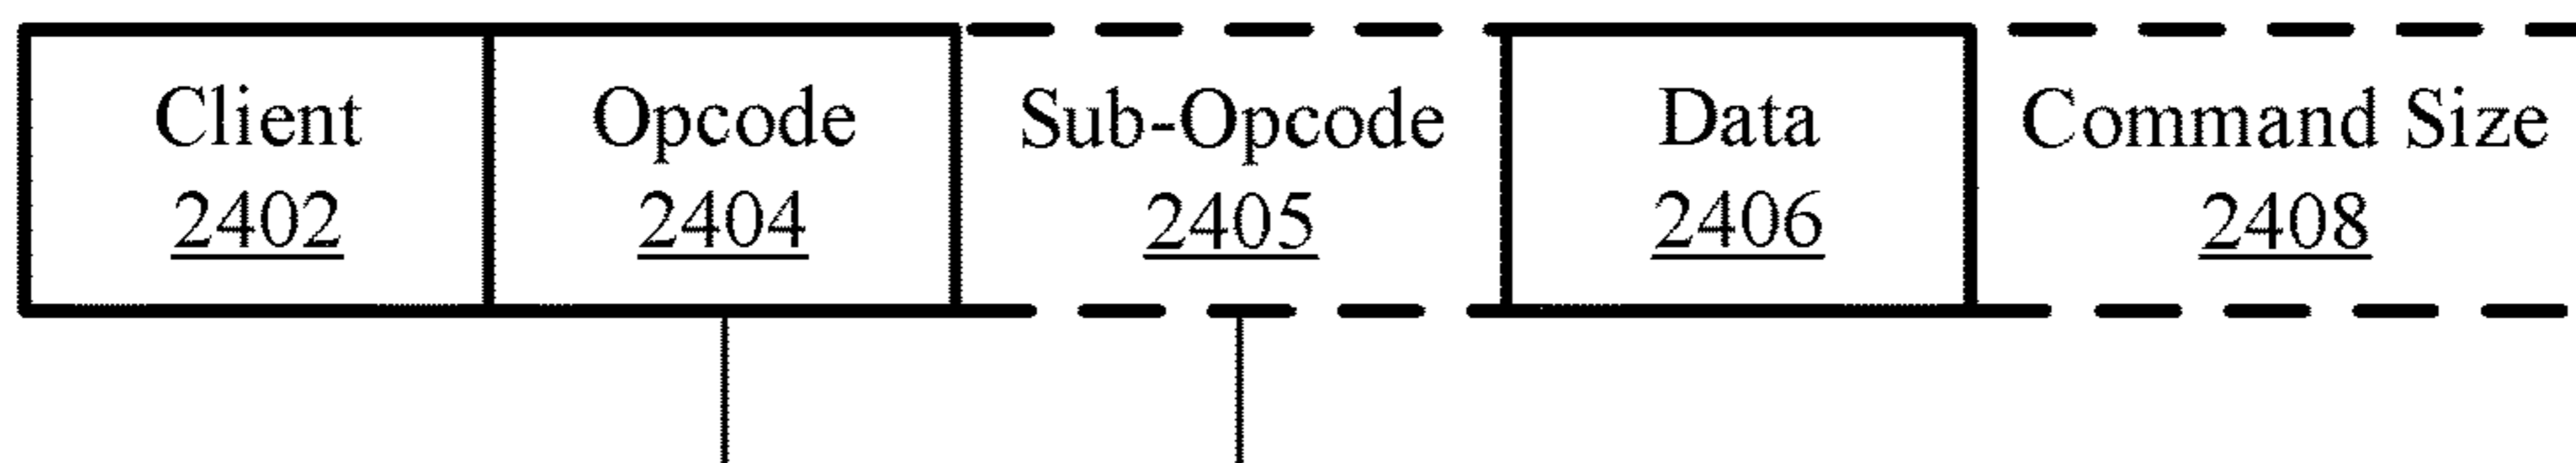 Client Opcode Sub-Opcode Data Command Size
2402 2404 2405 2406 2408